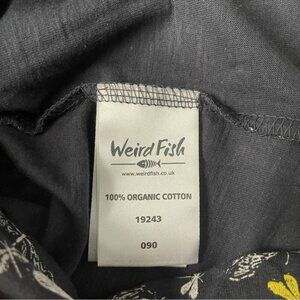 Weird Fish
www.weirdfish.co.uk
100% ORGANIC COTTON
19243
090